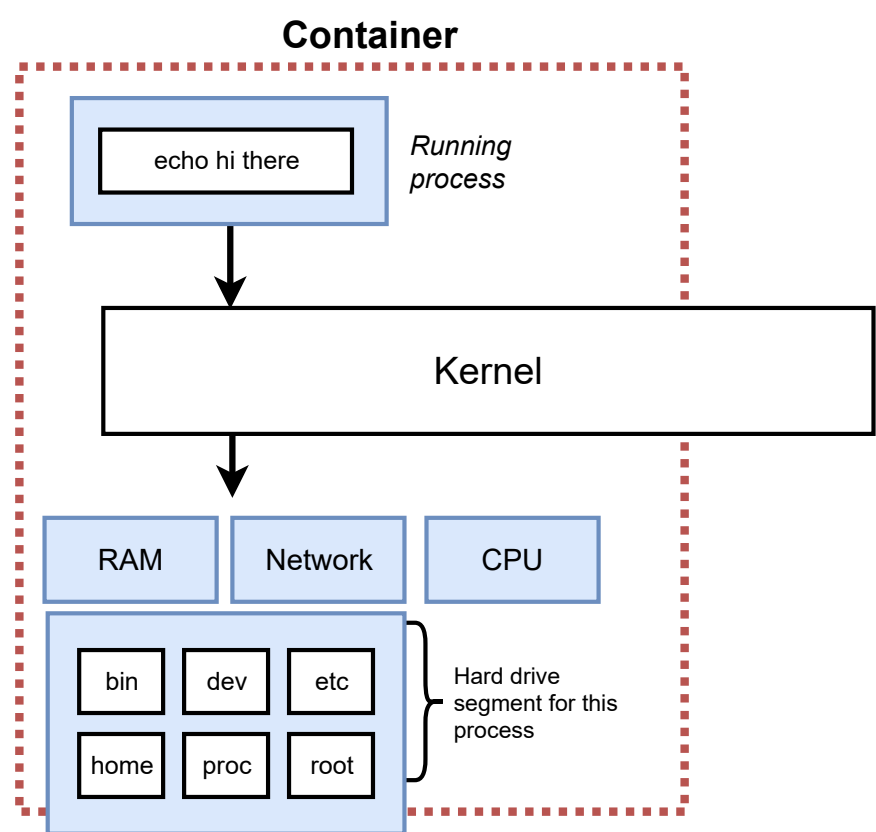 Container
echo hi there
Running
process
Kernel
RAM
Network
CPU
bin
dev
etc
Hard drive
segment for this
process
home
proc
root